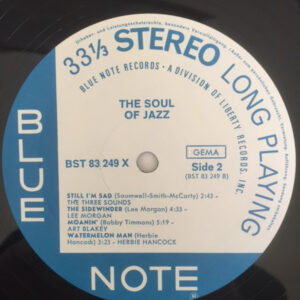 33 1/3 STEREO LONG PLAYING
BLUE NOTE RECORDS • A DIVISION OF LIBERTY RECORDS, INC.
THE SOUL
OF JAZZ
BST 83 249 X
GEMA
Side 2
(BST 83 249 B)
STILL I'M SAD (Soumwell-Smith-McCarty) 2:43 –
THE THREE SOUNDS
THE SIDEWINDER (Lee Morgan) 4:35 –
LEE MORGAN
MOANIN' (Bobby Timmons) 5:19 –
ART BLAKEY
WATERMELON MAN (Herbie
Hancock) 3:23 – HERBIE HANCOCK
BLUE
NOTE